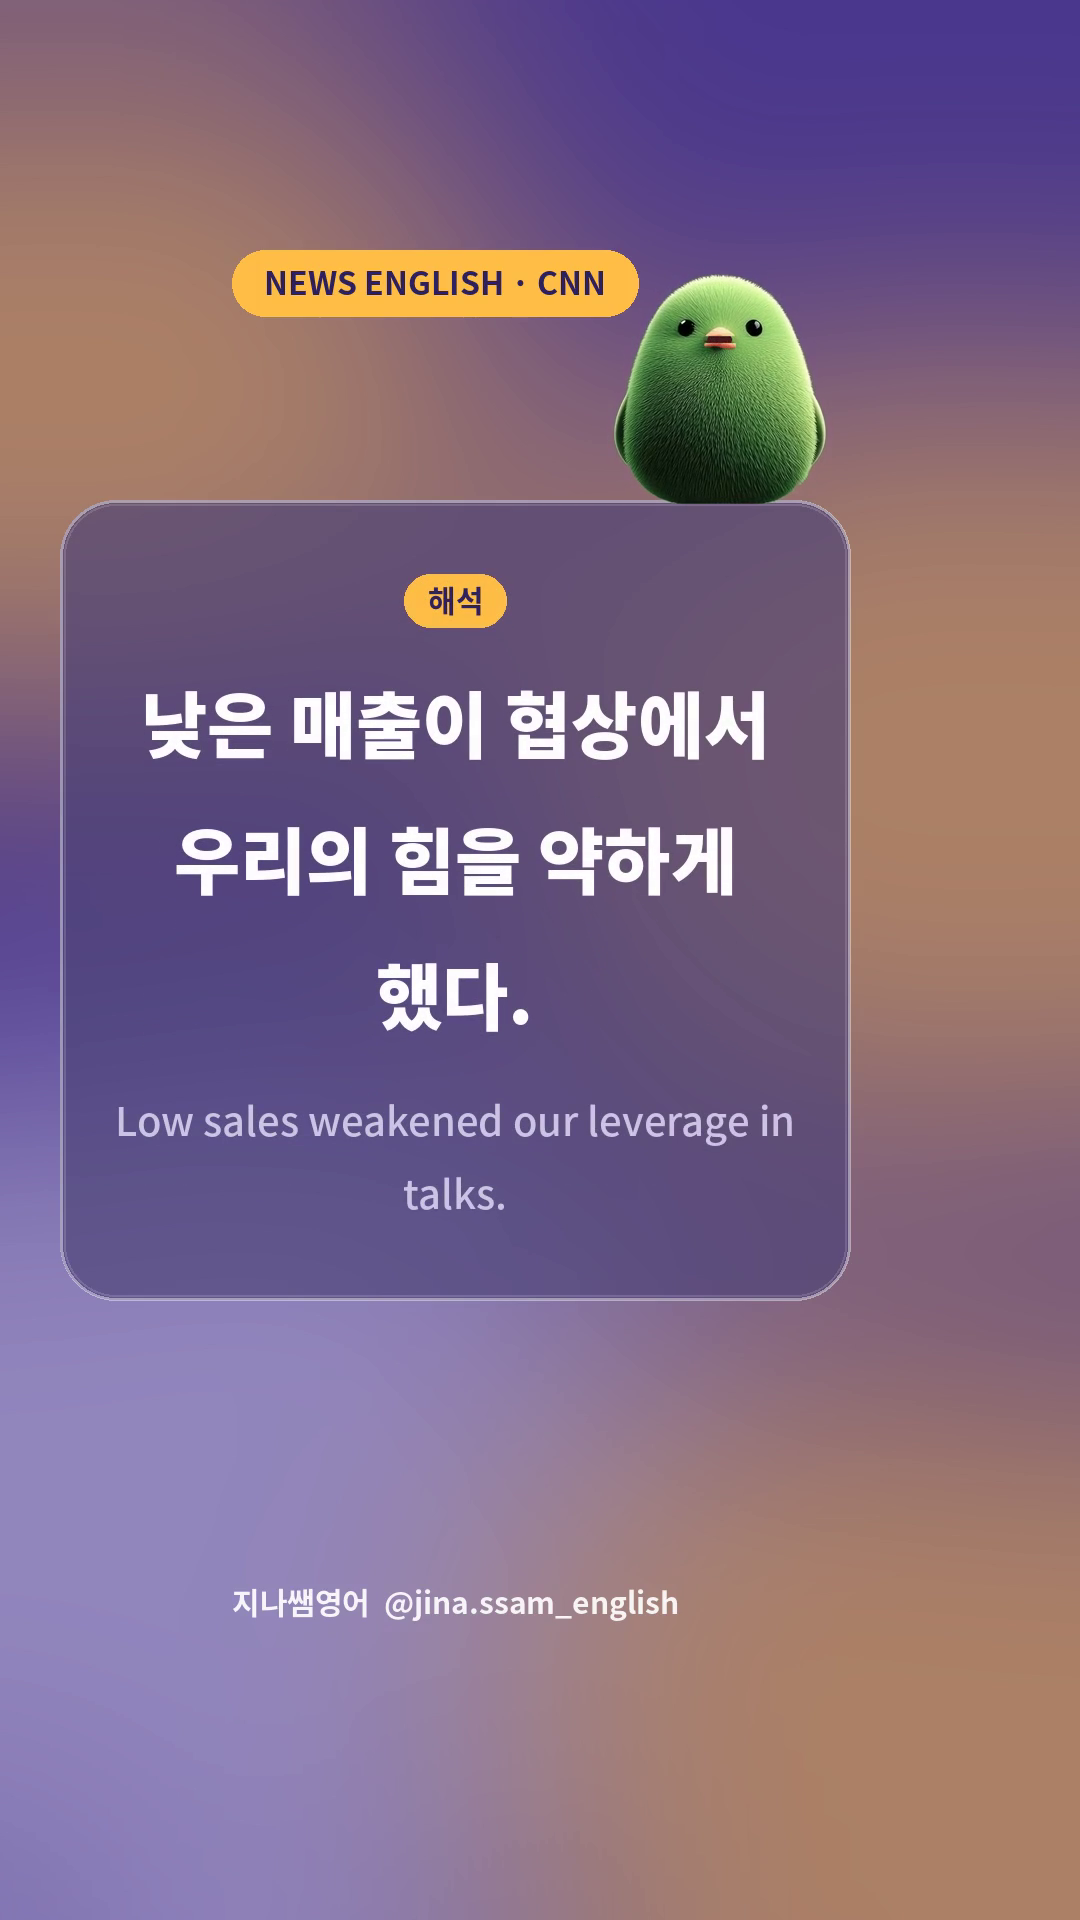 NEWS ENGLISH · CNN
해석
낮은 매출이 협상에서
우리의 힘을 약하게
했다.
Low sales weakened our leverage in
talks.
지나쌤영어 @jina.ssam_english